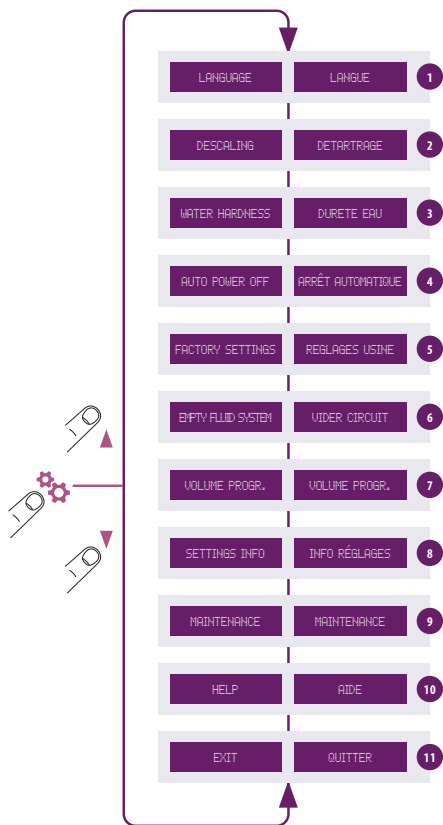 LANGUAGE LANGUE 1
DESCALING DETARTRAGE 2
WATER HARDNESS DURETE EAU 3
AUTO POWER OFF ARRÊT AUTOMATIQUE 4
FACTORY SETTINGS REGLAGES USINE 5
EMPTY FLUID SYSTEM VIDER CIRCUIT 6
VOLUME PROGR. VOLUME PROGR. 7
SETTINGS INFO INFO RÉGLAGES 8
MAINTENANCE MAINTENANCE 9
HELP AIDE 10
EXIT QUITTER 11